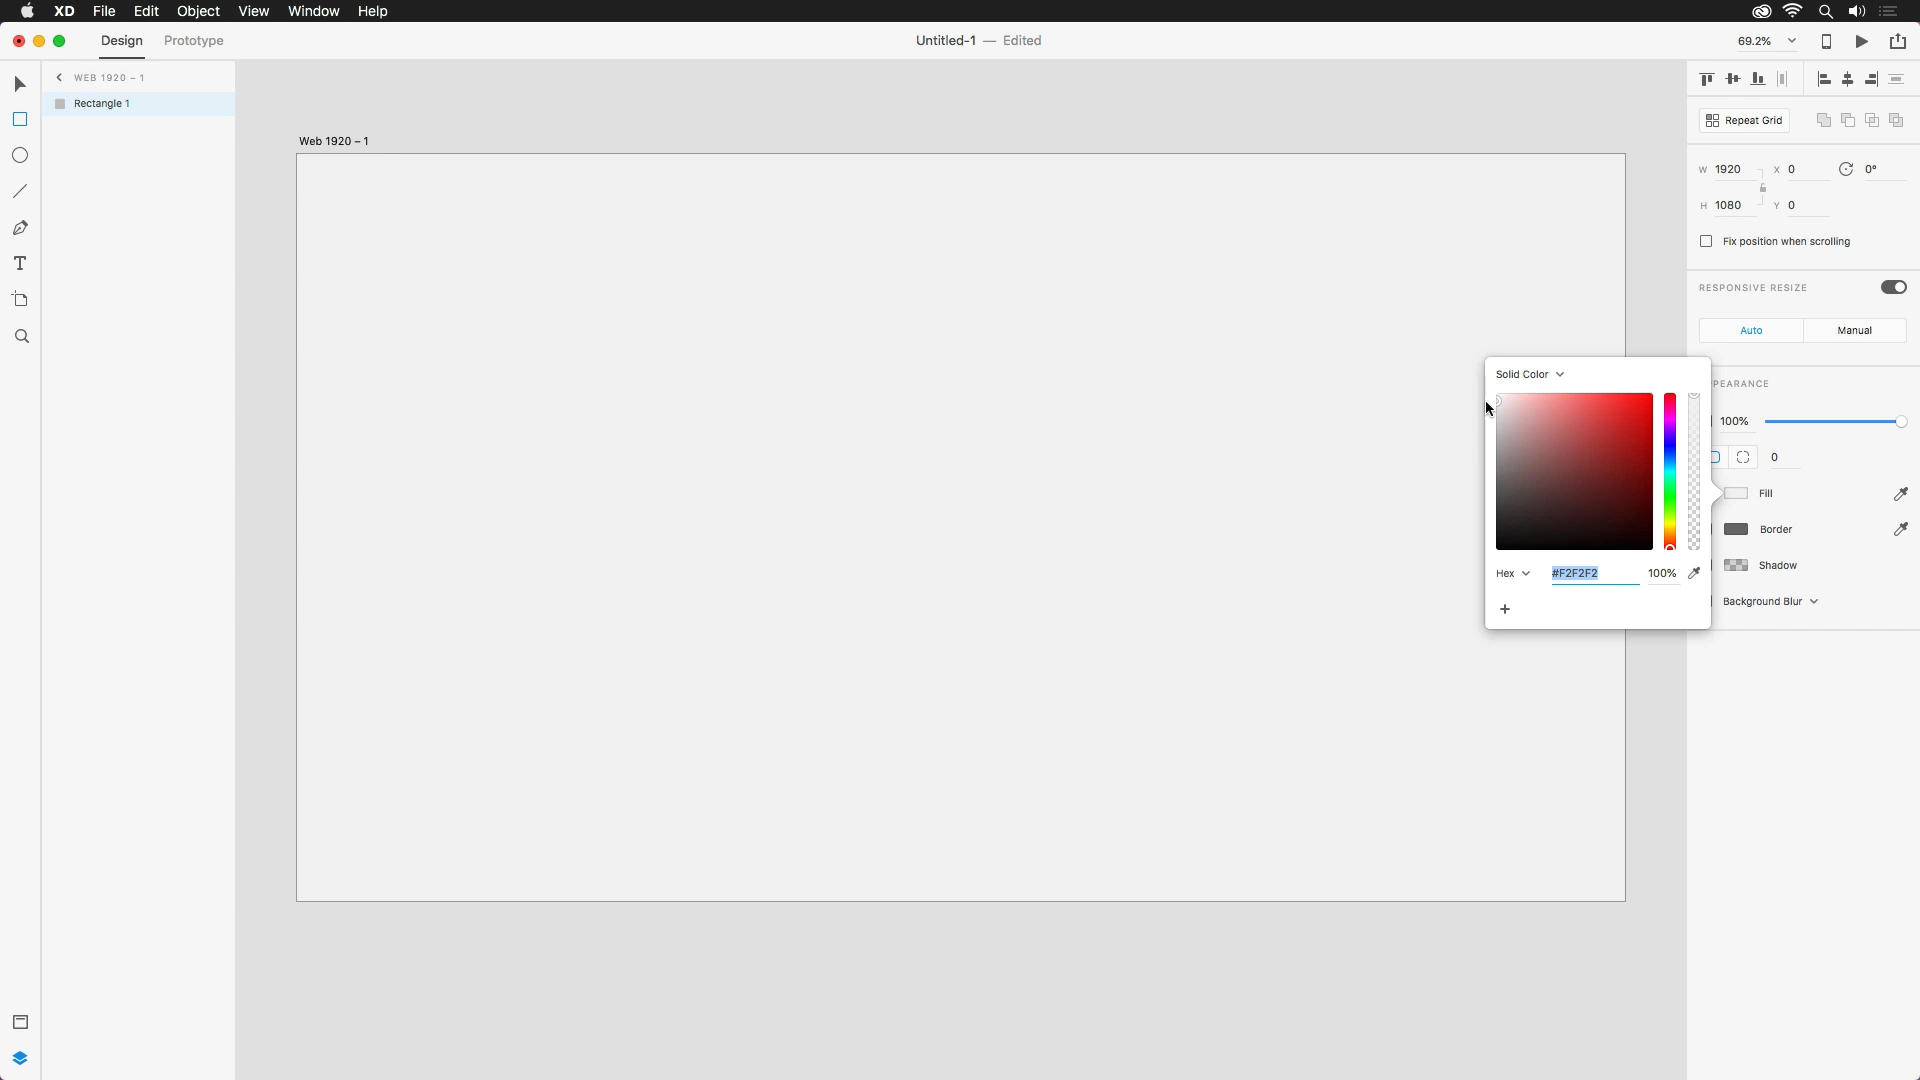 XD File Edit Object View Window Help
Design Prototype
Untitled-1 — Edited
69.2%
WEB 1920 – 1
Rectangle 1
Web 1920 – 1
Repeat Grid
W 1920 X 0 0°
H 1080 Y 0
Fix position when scrolling
RESPONSIVE RESIZE
Auto Manual
PEARANCE
100%
0
Fill
Border
Shadow
Background Blur
Solid Color
Hex #F2F2F2 100%